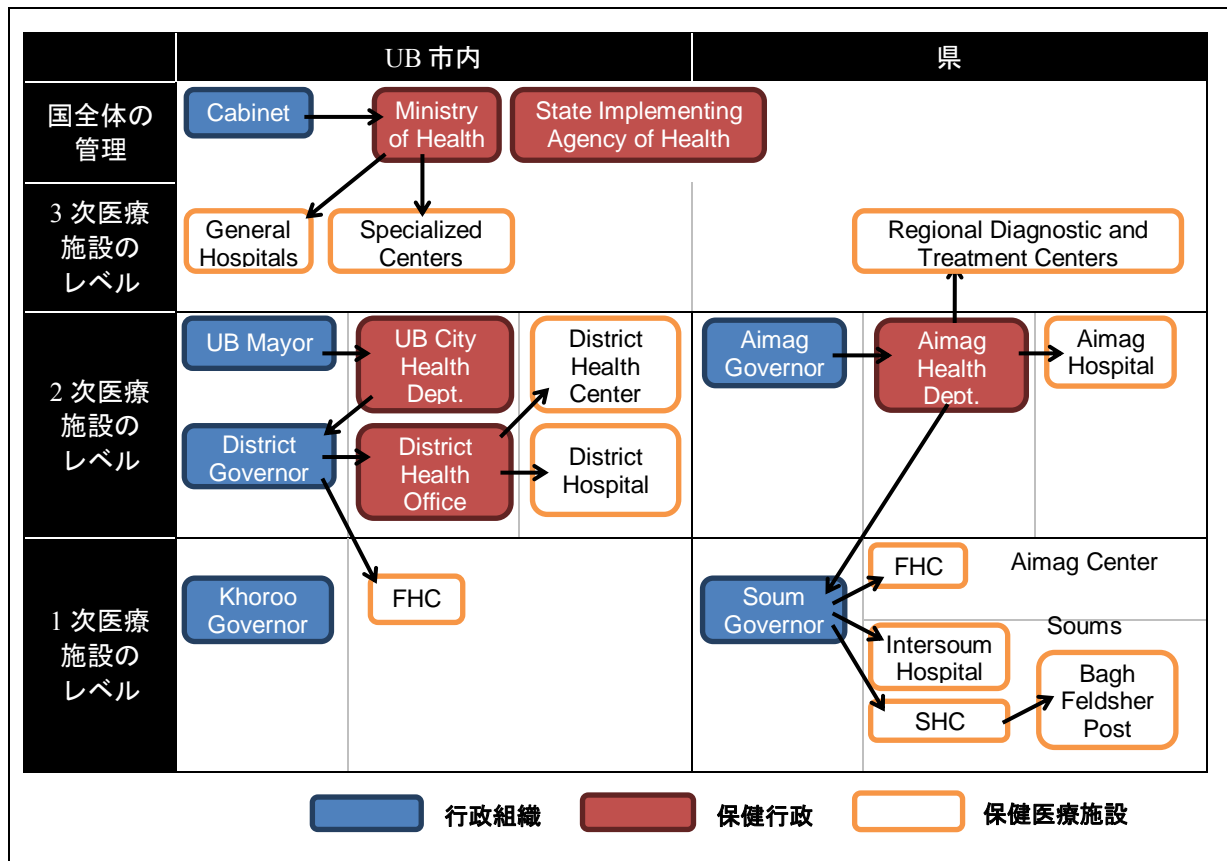 UB 市内
県
国全体の
管理
Cabinet
Ministry
of Health
State Implementing
Agency of Health
3 次医療
施設の
レベル
General
Hospitals
Specialized
Centers
Regional Diagnostic and
Treatment Centers
2 次医療
施設の
レベル
UB Mayor
UB City
Health
Dept.
District
Health
Center
District
Governor
District
Health
Office
District
Hospital
Aimag
Governor
Aimag
Health
Dept.
Aimag
Hospital
1 次医療
施設の
レベル
Khoroo
Governor
FHC
Soum
Governor
FHC
Aimag Center
Soums
Intersoum
Hospital
SHC
Bagh
Feldsher
Post
行政組織
保健行政
保健医療施設